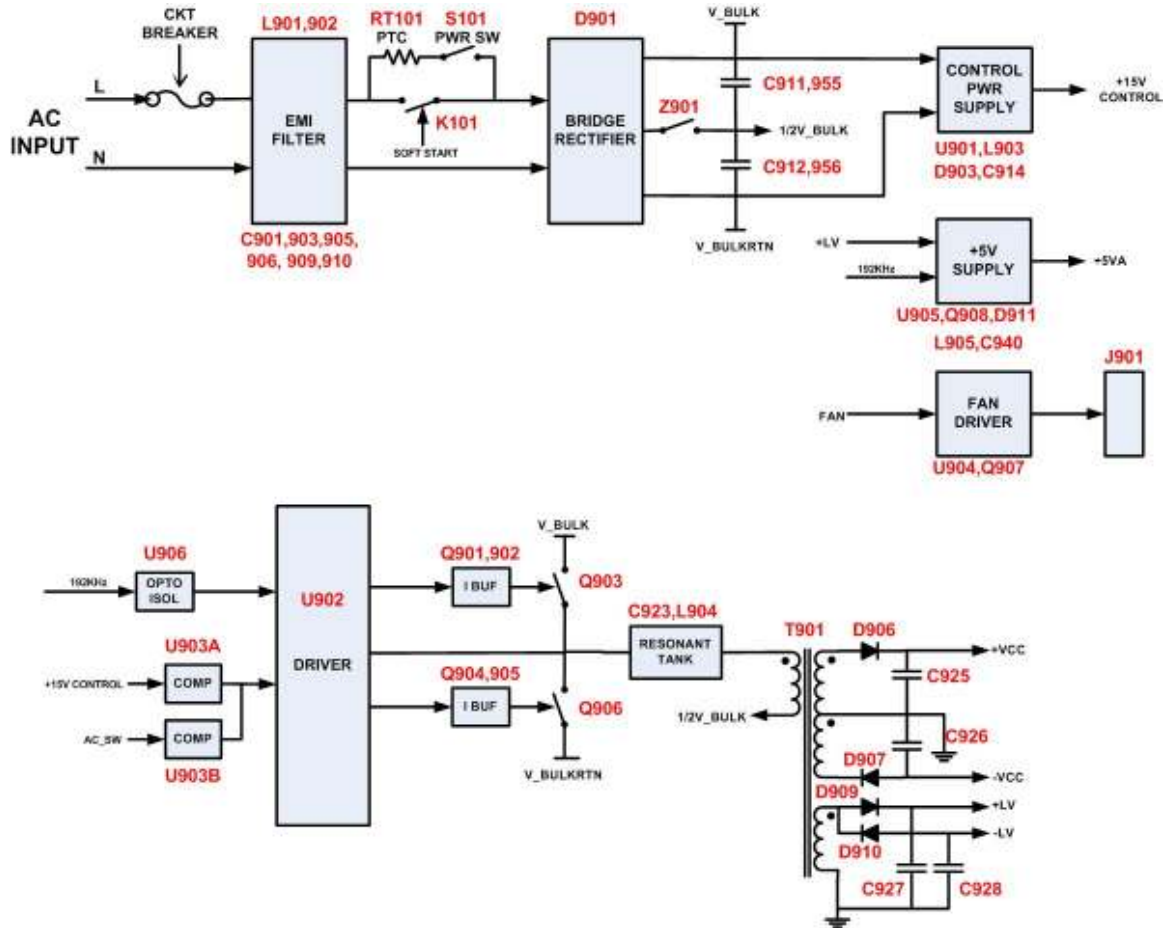 CKT
BREAKER
L901,902
RT101
PTC
S101
PWR SW
D901
V_BULK
L
AC
INPUT
N
EMI
FILTER
K101
SOFT START
BRIDGE
RECTIFIER
Z901
C911,955
1/2V_BULK
C912,956
CONTROL
PWR
SUPPLY
+15V
CONTROL
U901,L903
D903,C914
C901,903,905,
906, 909,910
V_BULKRTN
+LV
192KHz
+5V
SUPPLY
+5VA
U905,Q908,D911
L905,C940
J901
FAN
FAN
DRIVER
U904,Q907
V_BULK
U906
192KHz
OPTO
ISOL
U902
DRIVER
Q901,902
I BUF
Q903
C923,L904
RESONANT
TANK
T901
D906
+VCC
C925
U903A
+15V CONTROL
COMP
AC_SW
COMP
U903B
Q904,905
I BUF
Q906
1/2V_BULK
C926
V_BULKRTN
D907
-VCC
D909
+LV
-LV
D910
C927
C928